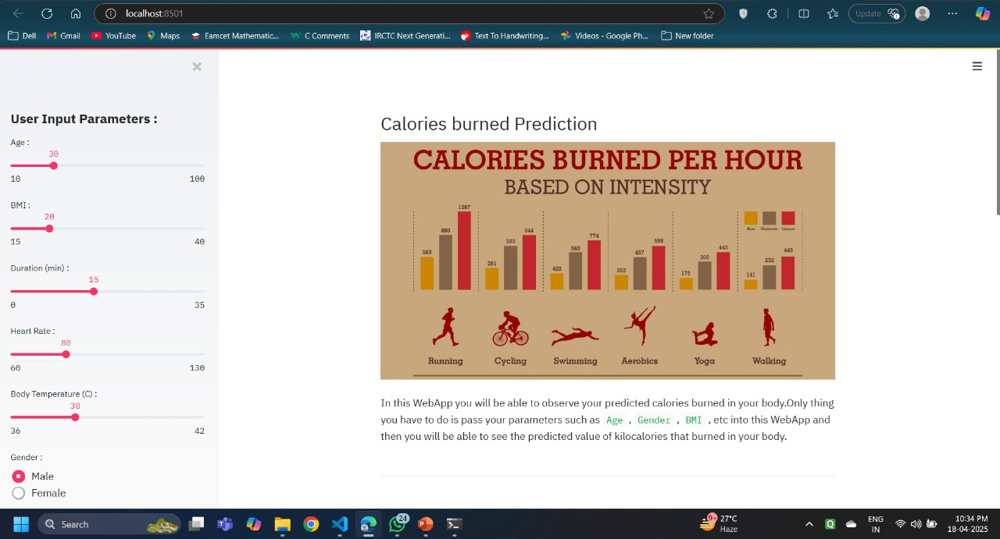 localhost:8501
Update
Dell
Gmail
YouTube
Maps
Eamcet Mathematic...
C Comments
IRCTC Next Generati...
Text To Handwriting...
Videos - Google Ph...
New folder
User Input Parameters :
Age :
30
10 100
BMI :
20
15 40
Duration (min) :
15
0 35
Heart Rate :
80
60 130
Body Temperature (C) :
38
36 42
Gender :
Male
Female
Calories burned Prediction
CALORIES BURNED PER HOUR
BASED ON INTENSITY
Slow Moderate Intense
563 880 1267
281 583 844
422 563 774
352 457 598
175 300 445
141 232 443
Running Cycling Swimming Aerobics Yoga Walking
In this WebApp you will be able to observe your predicted calories burned in your body.Only thing
you have to do is pass your parameters such as Age , Gender , BMI , etc into this WebApp and
then you will be able to see the predicted value of kilocalories that burned in your body.
Search
24
9+
27°C
Haze
ENG
IN
10:34 PM
18-04-2025